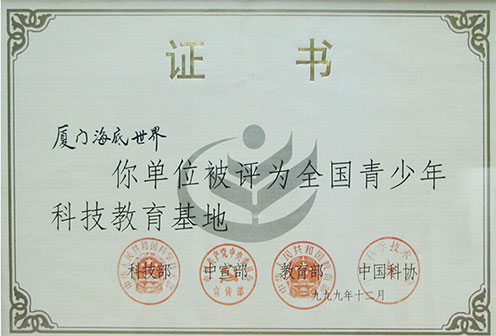 证书
厦门海底世界
你单位被评为全国青少年
科技教育基地
科技部 中宣部 教育部 中国科协
一九九九年十二月